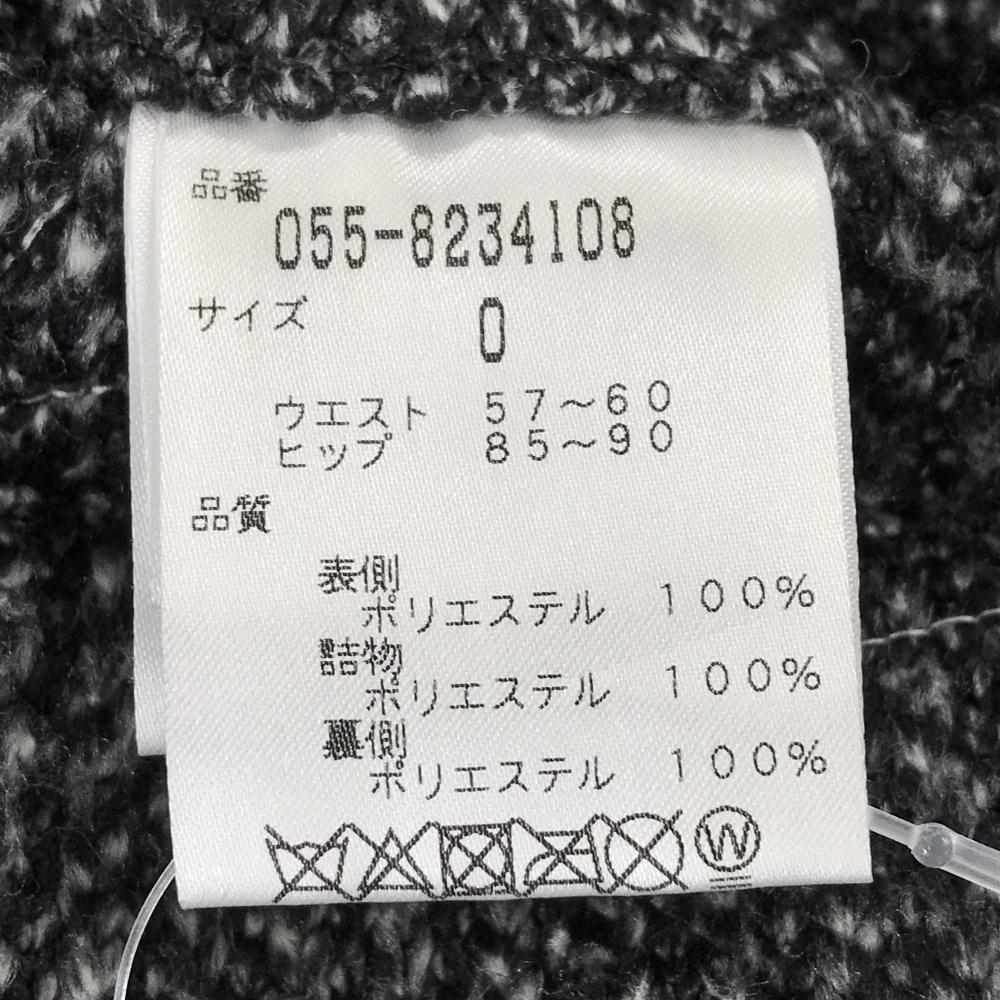 品番
055-8234108
サイズ 0
ウエスト 57～60
ヒップ 85～90
品質
表側
ポリエステル 100%
詰物
ポリエステル 100%
裏側
ポリエステル 100%
W